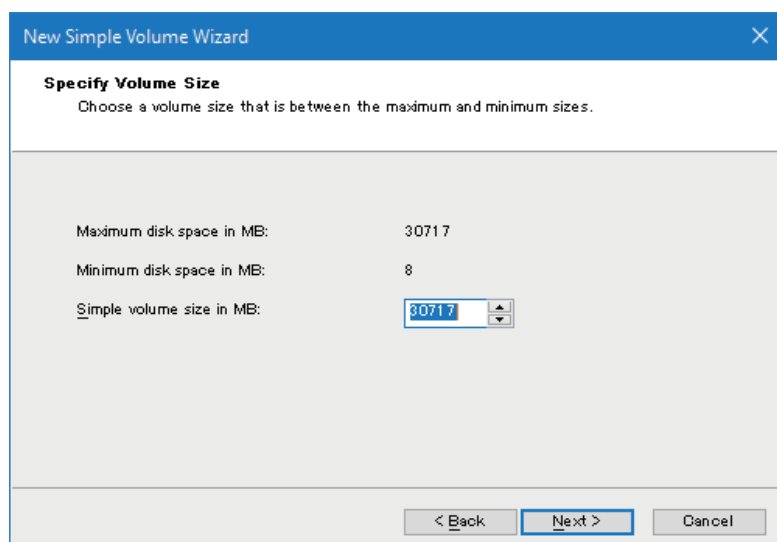 New Simple Volume Wizard
Specify Volume Size
Choose a volume size that is between the maximum and minimum sizes.
Maximum disk space in MB: 30717
Minimum disk space in MB: 8
Simple volume size in MB: 30717
< Back Next > Cancel